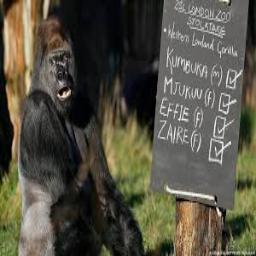 ZSL LONDON ZOO
STOCKTAKE
• Western Lowland Gorilla
KUMBUKA (m) ☑
MJUKUU (f) ☑
EFFIE (f) ☑
ZAIRE (f) ☑